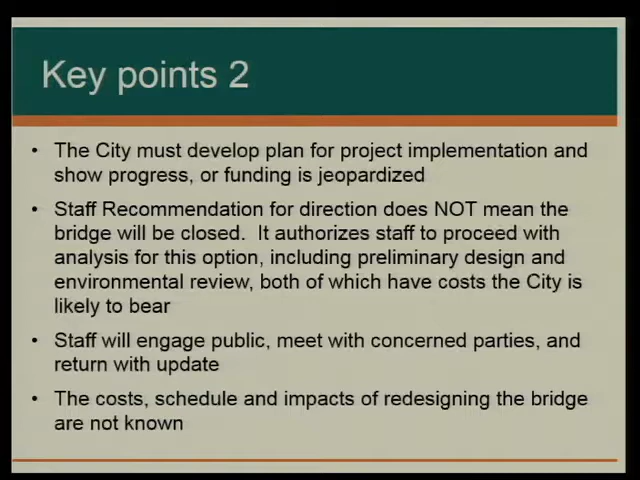 Key points 2
• The City must develop plan for project implementation and
show progress, or funding is jeopardized
• Staff Recommendation for direction does NOT mean the
bridge will be closed. It authorizes staff to proceed with
analysis for this option, including preliminary design and
environmental review, both of which have costs the City is
likely to bear
• Staff will engage public, meet with concerned parties, and
return with update
• The costs, schedule and impacts of redesigning the bridge
are not known